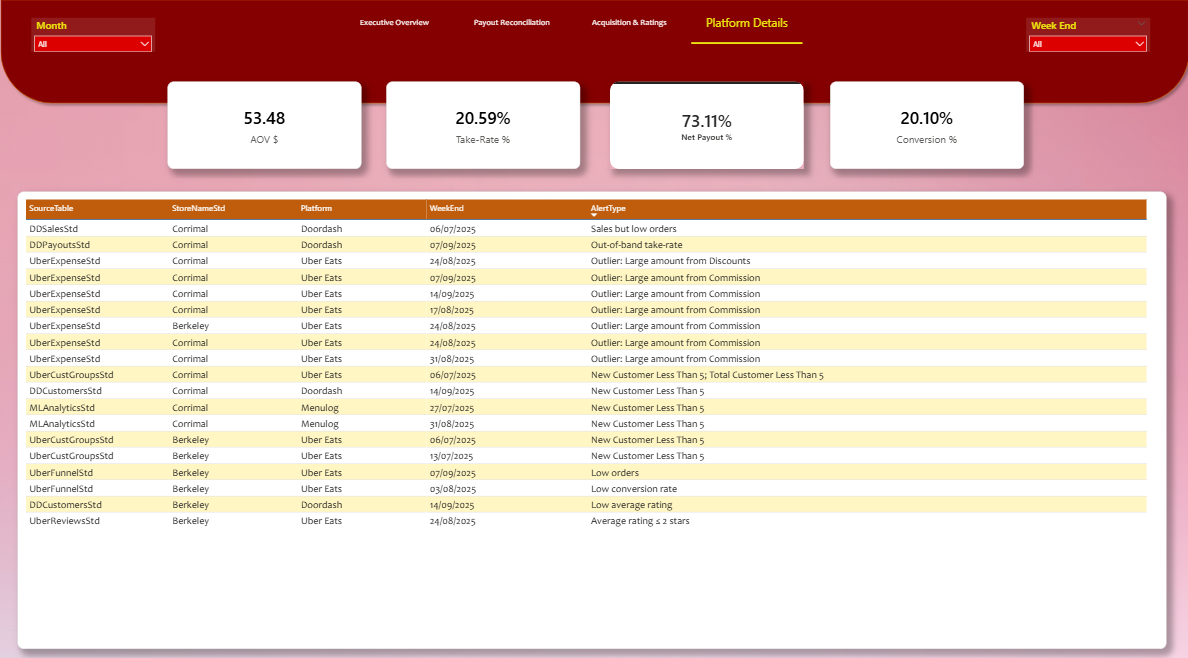 Month
All
Executive Overview Payout Reconciliation Acquisition & Ratings Platform Details
Week End
All
53.48
AOV $
20.59%
Take-Rate %
73.11%
Net Payout %
20.10%
Conversion %
SourceTable StoreNameStd Platform WeekEnd AlertType
DDSalesStd Corrimal Doordash 06/07/2025 Sales but low orders
DDPayoutsStd Corrimal Doordash 07/09/2025 Out-of-band take-rate
UberExpenseStd Corrimal Uber Eats 24/08/2025 Outlier: Large amount from Discounts
UberExpenseStd Corrimal Uber Eats 07/09/2025 Outlier: Large amount from Commission
UberExpenseStd Corrimal Uber Eats 14/09/2025 Outlier: Large amount from Commission
UberExpenseStd Corrimal Uber Eats 17/08/2025 Outlier: Large amount from Commission
UberExpenseStd Berkeley Uber Eats 24/08/2025 Outlier: Large amount from Commission
UberExpenseStd Corrimal Uber Eats 24/08/2025 Outlier: Large amount from Commission
UberExpenseStd Corrimal Uber Eats 31/08/2025 Outlier: Large amount from Commission
UberCustGroupsStd Corrimal Uber Eats 06/07/2025 New Customer Less Than 5; Total Customer Less Than 5
DDCustomersStd Corrimal Doordash 14/09/2025 New Customer Less Than 5
MLAnalyticsStd Corrimal Menulog 27/07/2025 New Customer Less Than 5
MLAnalyticsStd Corrimal Menulog 31/08/2025 New Customer Less Than 5
UberCustGroupsStd Berkeley Uber Eats 06/07/2025 New Customer Less Than 5
UberCustGroupsStd Berkeley Uber Eats 13/07/2025 New Customer Less Than 5
UberFunnelStd Berkeley Uber Eats 07/09/2025 Low orders
UberFunnelStd Berkeley Uber Eats 03/08/2025 Low conversion rate
DDCustomersStd Berkeley Doordash 14/09/2025 Low average rating
UberReviewsStd Berkeley Uber Eats 24/08/2025 Average rating ≤ 2 stars